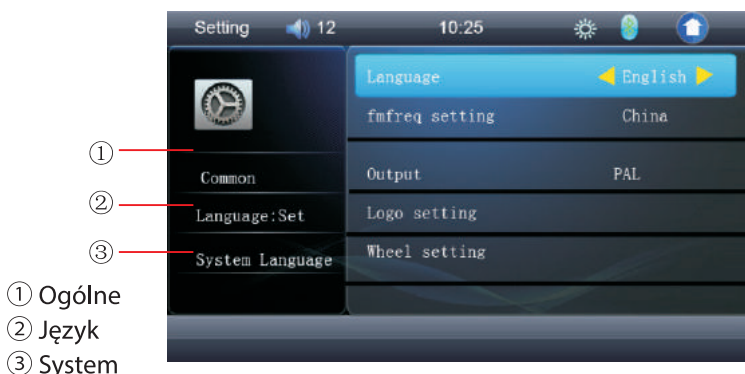 Setting 12 10:25
Language English
fmfreq setting China
① Common
Output PAL
② Language:Set
Logo setting
③ System Language
Wheel setting
① Ogólne
② Język
③ System